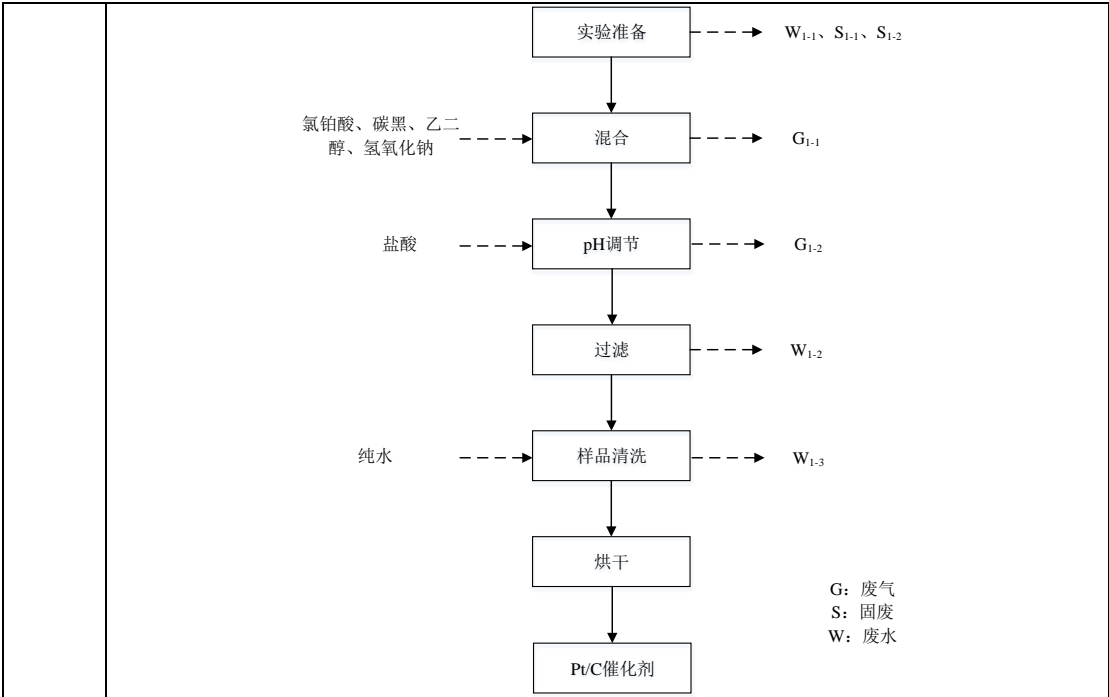 实验准备
W1-1、S1-1、S1-2
氯铂酸、碳黑、乙二
醇、氢氧化钠
混合
G1-1
盐酸
pH调节
G1-2
过滤
W1-2
纯水
样品清洗
W1-3
烘干
G：废气
S：固废
W：废水
Pt/C催化剂